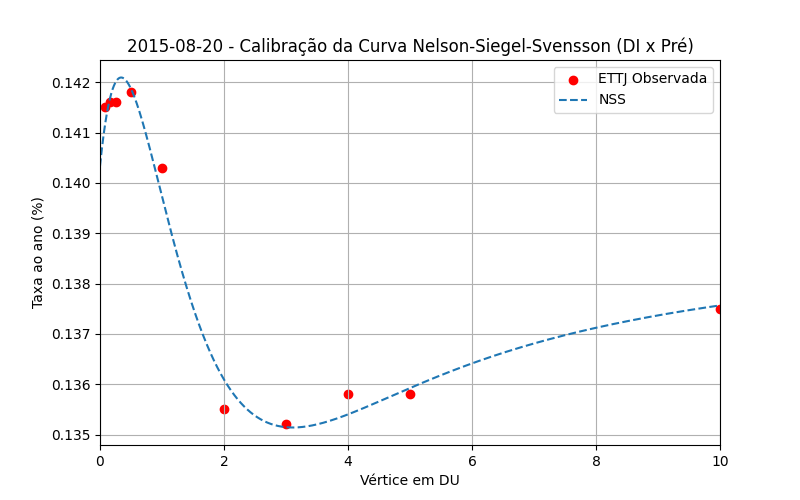 2015-08-20 - Calibração da Curva Nelson-Siegel-Svensson (DI x Pré)
ETTJ Observada
NSS
Taxa ao ano (%)
0.142
0.141
0.140
0.139
0.138
0.137
0.136
0.135
0 2 4 6 8 10
Vértice em DU